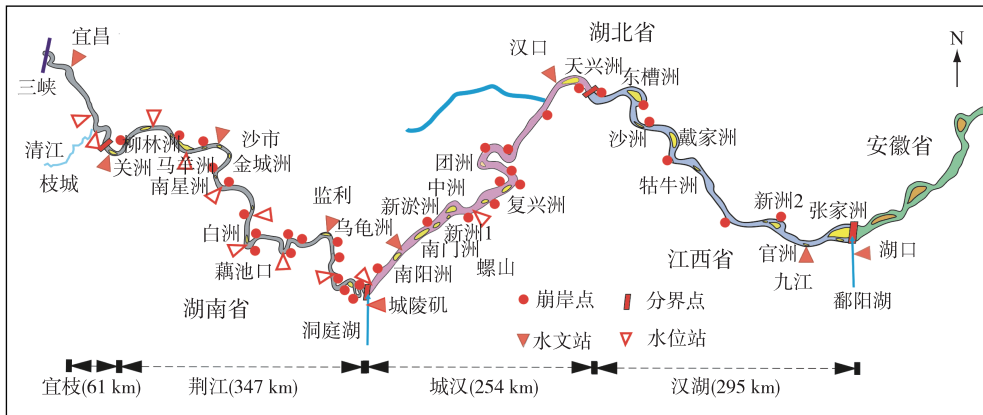 宜昌
三峡
清江
枝城
关洲
柳林洲
马羊洲
沙市
金城洲
南星洲
白洲
藕池口
监利
乌龟洲
湖南省
洞庭湖
城陵矶
南阳洲
南门洲
新淤洲
新洲1
中洲
团洲
螺山
复兴洲
汉口
天兴洲
湖北省
东槽洲
沙洲
戴家洲
牯牛洲
新洲2
张家洲
官洲
九江
江西省
安徽省
湖口
鄱阳湖
N
崩岸点
分界点
水文站
水位站
宜枝(61 km)
荆江(347 km)
城汉(254 km)
汉湖(295 km)